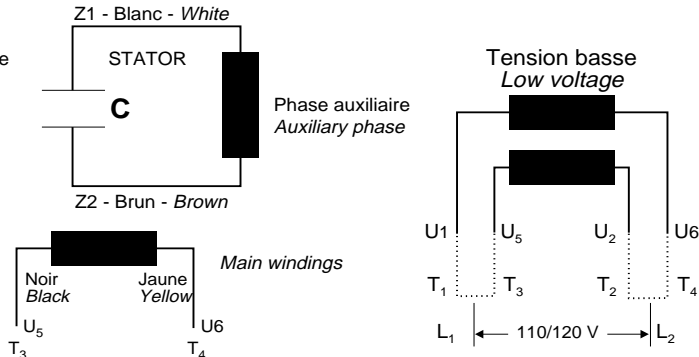 Z1 - Blanc - White
e
STATOR
C
Phase auxiliaire
Auxiliary phase
Z2 - Brun - Brown
Main windings
Noir
Black
Jaune
Yellow
U5
U6
T3
T4
Tension basse
Low voltage
U1 U5 U2 U6
T1 T3 T2 T4
L1 110/120 V L2